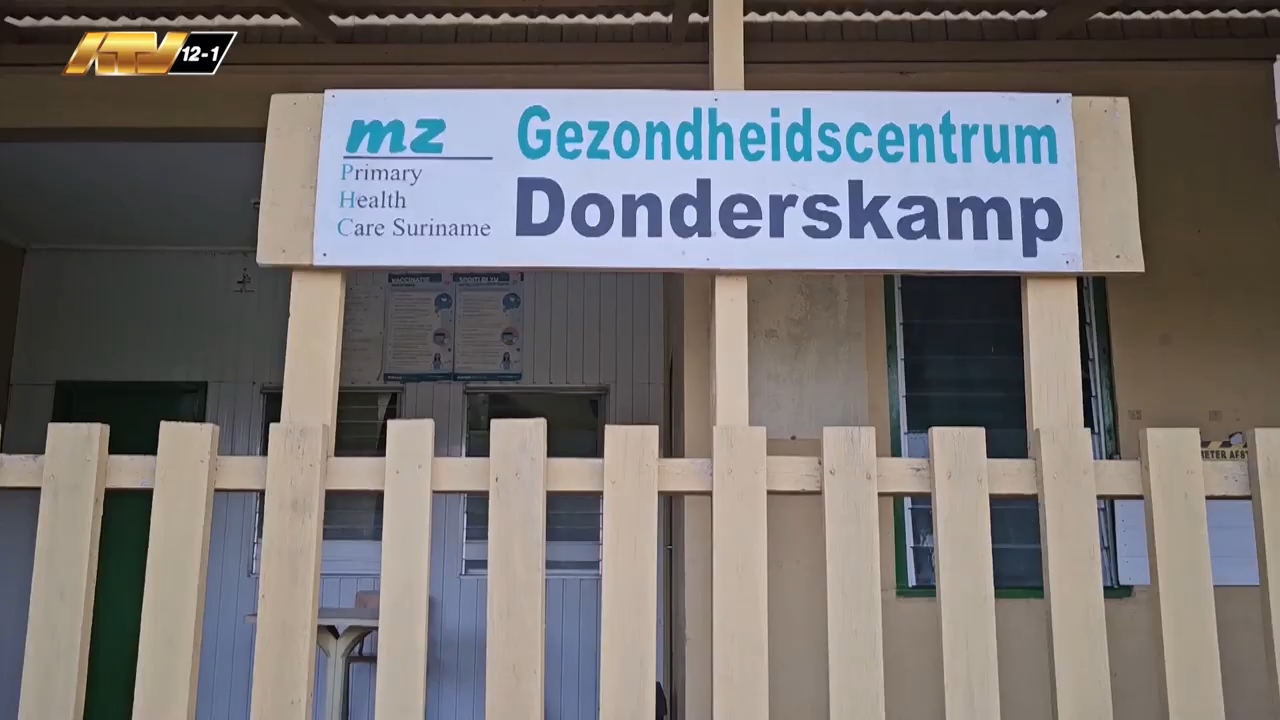 ATV 12-1
mz
Primary
Health
Care Suriname
Gezondheidscentrum
Donderskamp